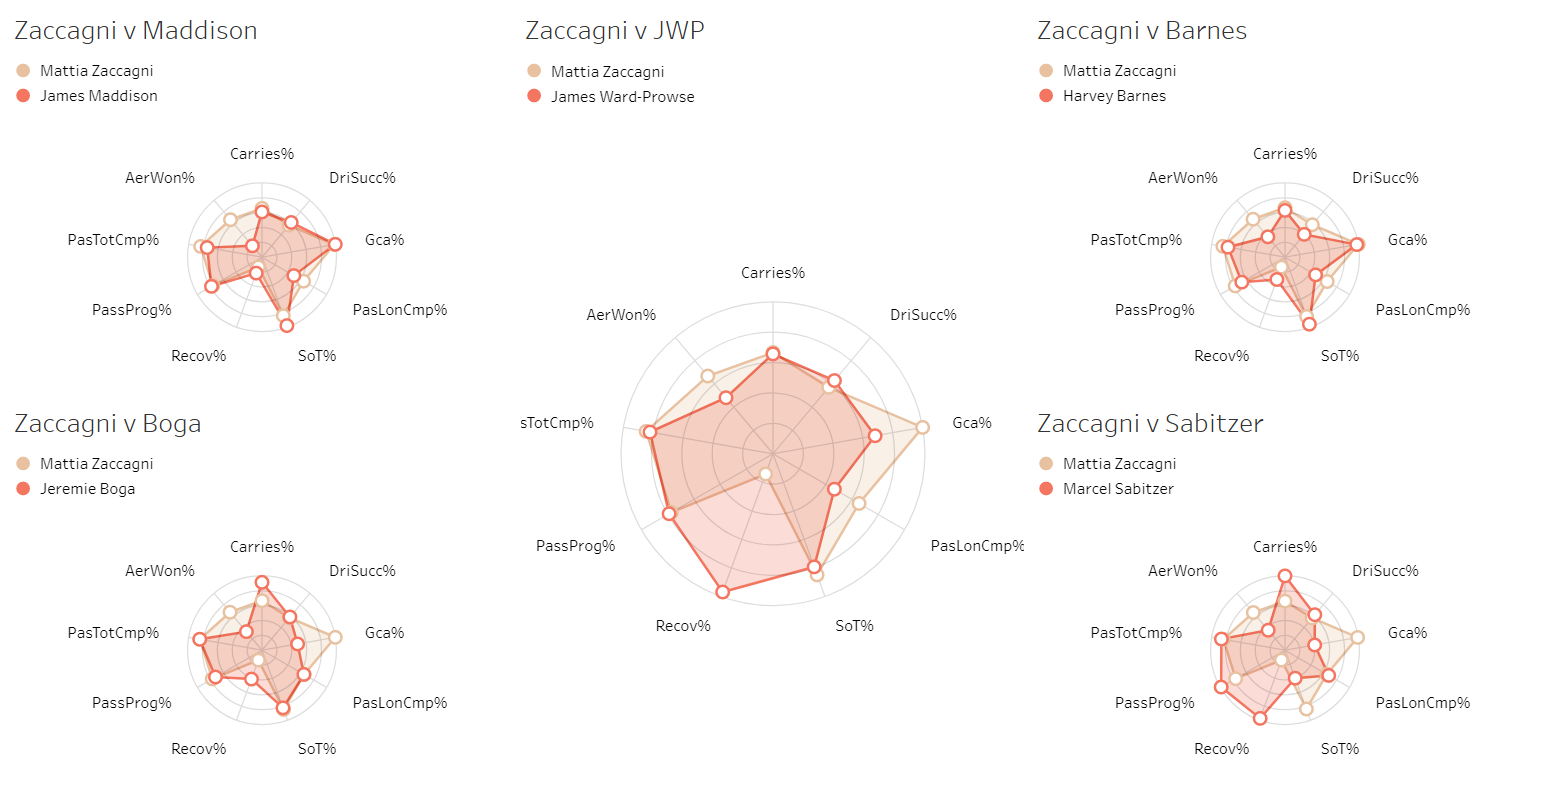 Zaccagni v Maddison
Mattia Zaccagni
James Maddison
Carries%
AerWon%
DriSucc%
PasTotCmp%
Gca%
PassProg%
PasLonCmp%
Recov%
SoT%
Zaccagni v Boga
Mattia Zaccagni
Jeremie Boga
Carries%
AerWon%
DriSucc%
PasTotCmp%
Gca%
PassProg%
PasLonCmp%
Recov%
SoT%
Zaccagni v JWP
Mattia Zaccagni
James Ward-Prowse
Carries%
AerWon%
DriSucc%
sTotCmp%
Gca%
PassProg%
PasLonCmp%
Recov%
SoT%
Zaccagni v Barnes
Mattia Zaccagni
Harvey Barnes
Carries%
AerWon%
DriSucc%
PasTotCmp%
Gca%
PassProg%
PasLonCmp%
Recov%
SoT%
Zaccagni v Sabitzer
Mattia Zaccagni
Marcel Sabitzer
Carries%
AerWon%
DriSucc%
PasTotCmp%
Gca%
PassProg%
PasLonCmp%
Recov%
SoT%